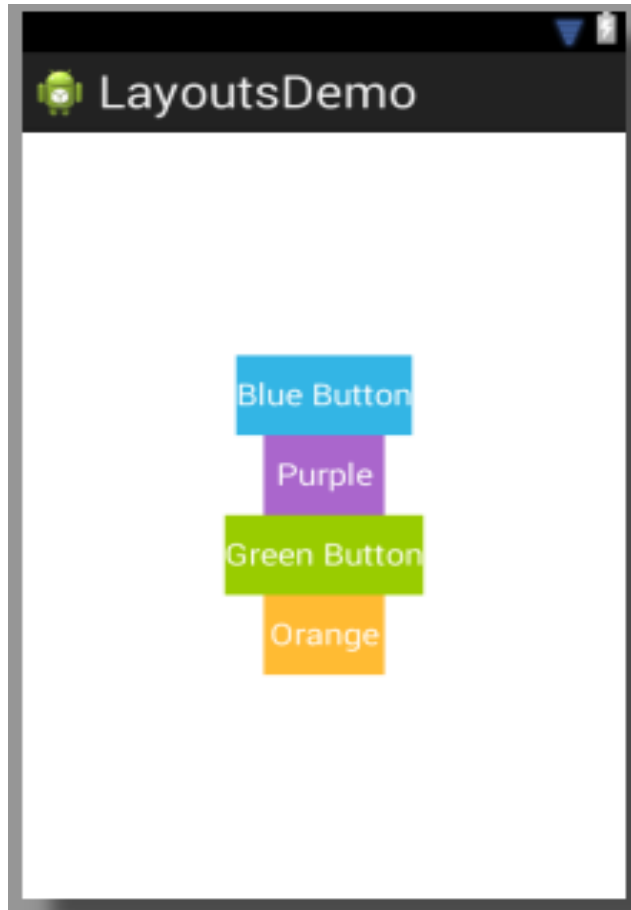 LayoutsDemo
Blue Button
Purple
Green Button
Orange